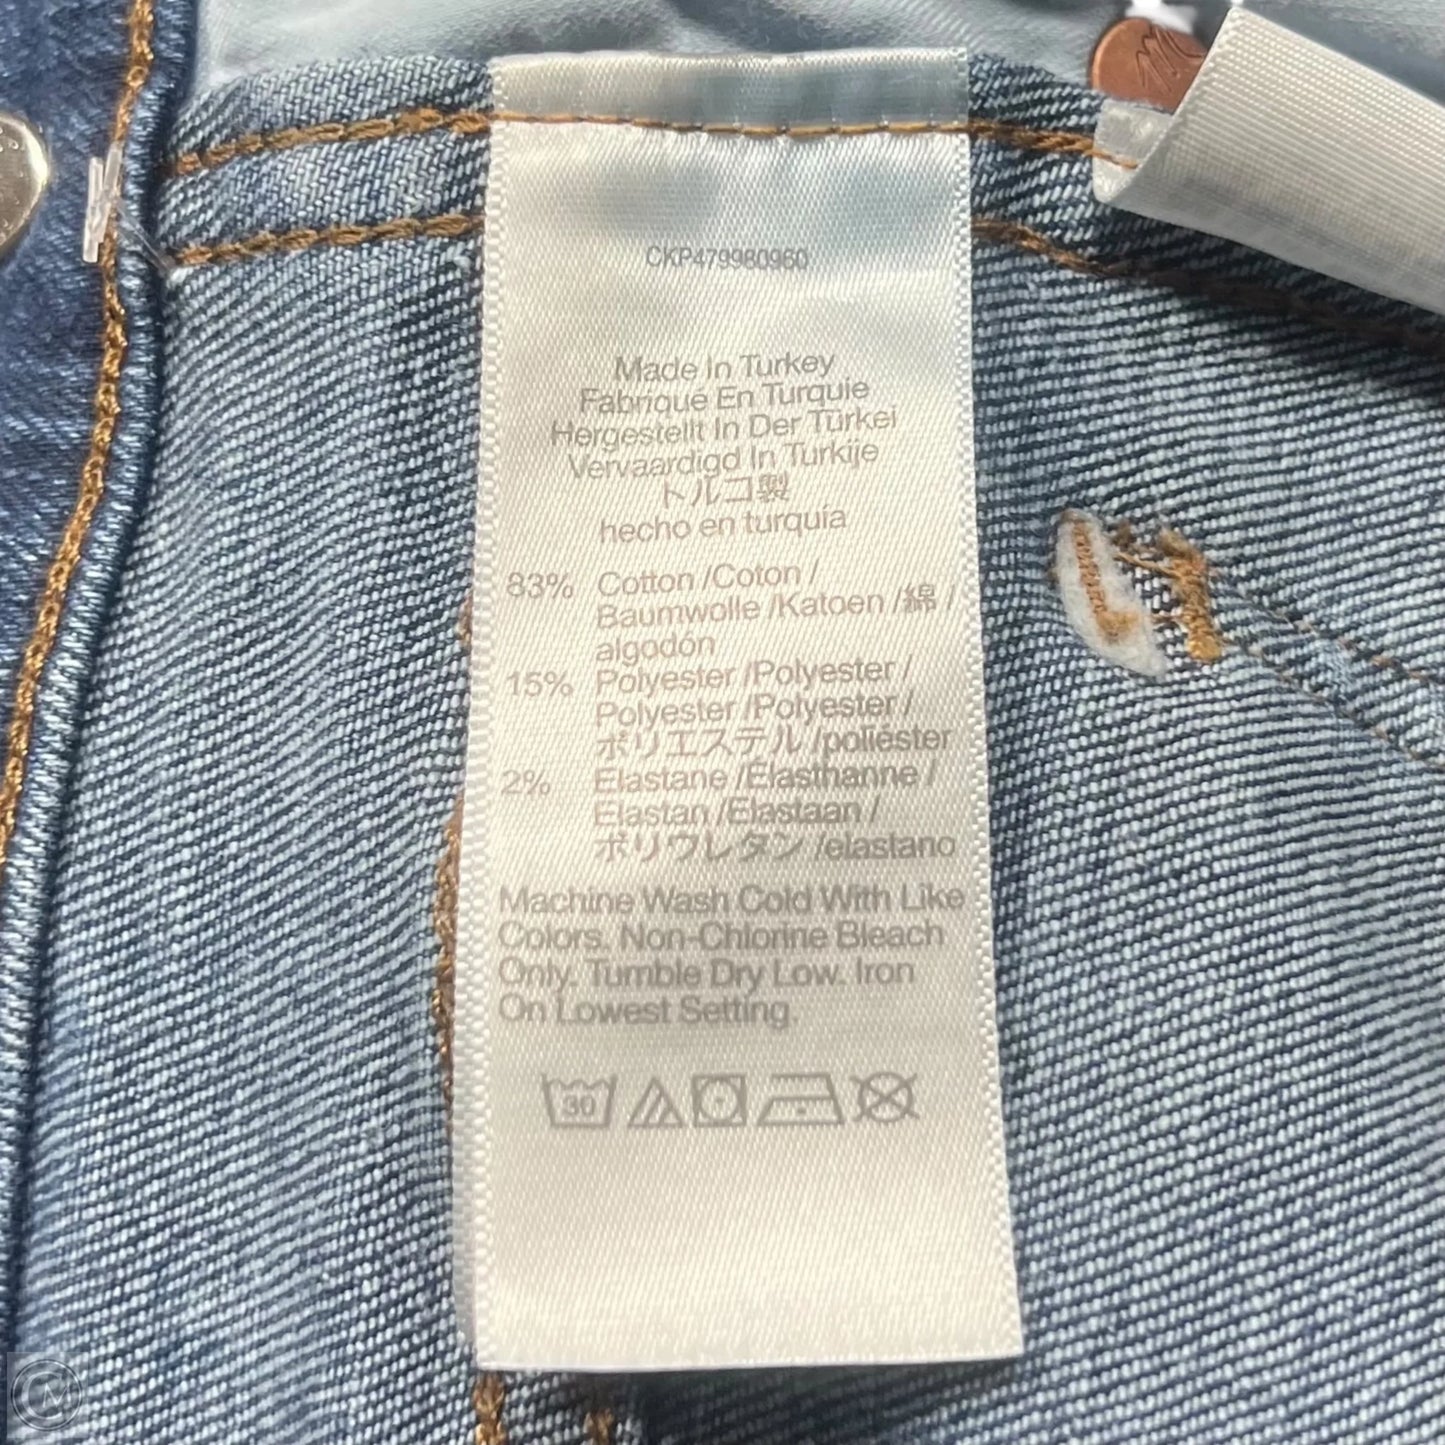 CKP479980960
Made In Turkey
Fabriqué En Turquie
Hergestellt In Der Türkei
Vervaardigd In Turkije
トルコ製
hecho en turquía
83% Cotton /Coton /
Baumwolle /Katoen /綿 /
algodón
15% Polyester /Polyester /
Polyester /Polyester /
ポリエステル /poliéster
2% Elastane /Élasthanne /
Elastan /Elastaan /
ポリウレタン /elastano
Machine Wash Cold With Like
Colors. Non-Chlorine Bleach
Only. Tumble Dry Low. Iron
On Lowest Setting.
30
CM